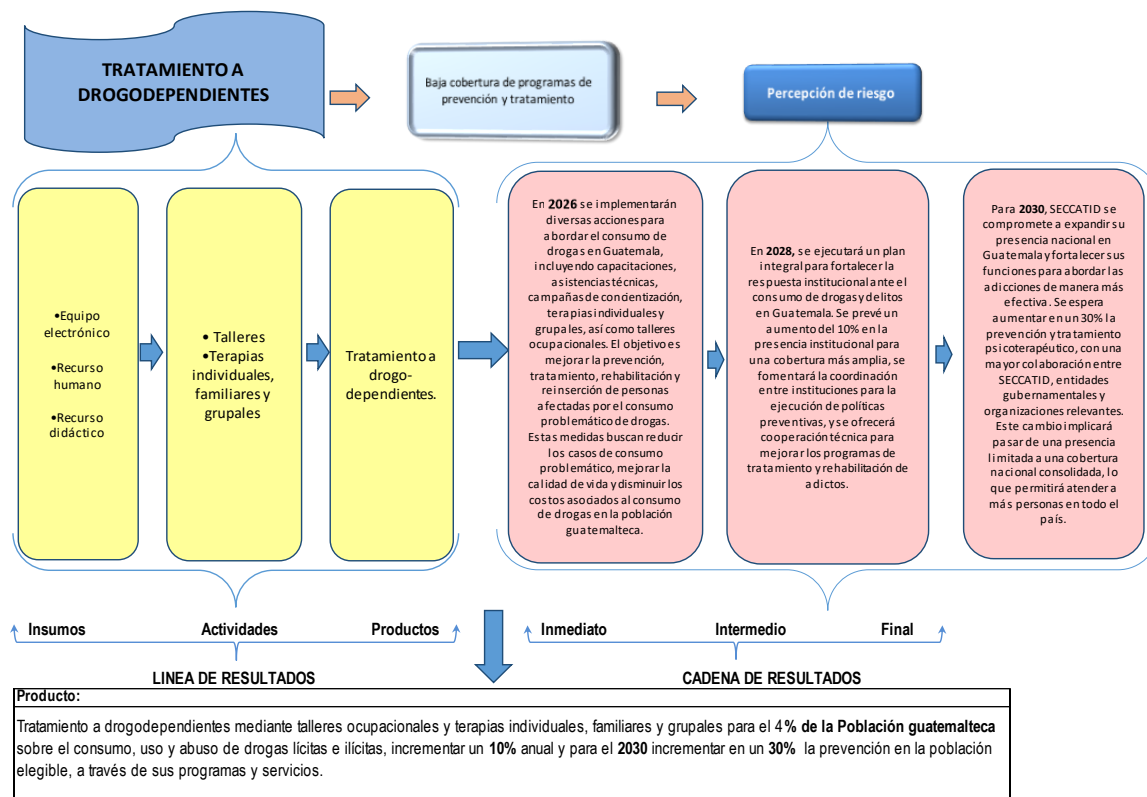 TRATAMIENTO A
DROGODEPENDIENTES
Baja cobertura de programas de
prevención y tratamiento
Percepción de riesgo
•Equipo
electrónico
•Recurso
humano
•Recurso
didáctico
• Talleres
•Terapias
individuales,
familiares y
grupales
Tratamiento a
drogo-
dependientes.
En 2026 se implementarán
diversas acciones para
abordar el consumo de
drogas en Guatemala,
incluyendo capacitaciones,
asistencias técnicas,
campañas de concientización,
terapias individuales y
grupales, así como talleres
ocupacionales. El objetivo es
mejorar la prevención,
tratamiento, rehabilitación y
reinserción de personas
afectadas por el consumo
problemático de drogas.
Estas medidas buscan reducir
los casos de consumo
problemático, mejorar la
calidad de vida y disminuir los
costos asociados al consumo
de drogas en la población
guatemalteca.
En 2028, se ejecutará un plan
integral para fortalecer la
respuesta institucional ante el
consumo de drogas y delitos
en Guatemala. Se prevé un
aumento del 10% en la
presencia institucional para
una cobertura más amplia, se
fomentará la coordinación
entre instituciones para la
ejecución de políticas
preventivas, y se ofrecerá
cooperación técnica para
mejorar los programas de
tratamiento y rehabilitación de
adictos.
Para 2030, SECCATID se
compromete a expandir su
presencia nacional en
Guatemala y fortalecer sus
funciones para abordar las
adicciones de manera más
efectiva. Se espera
aumentar en un 30% la
prevención y tratamiento
psicoterapéutico, con una
mayor colaboración entre
SECCATID, entidades
gubernamentales y
organizaciones relevantes.
Este cambio implicará
pasar de una presencia
limitada a una cobertura
nacional consolidada, lo
que permitirá atender a
más personas en todo el
país.
Insumos Actividades Productos
Inmediato Intermedio Final
LINEA DE RESULTADOS
CADENA DE RESULTADOS
Producto:
Tratamiento a drogodependientes mediante talleres ocupacionales y terapias individuales, familiares y grupales para el 4% de la Población guatemalteca
sobre el consumo, uso y abuso de drogas lícitas e ilícitas, incrementar un 10% anual y para el 2030 incrementar en un 30% la prevención en la población
elegible, a través de sus programas y servicios.